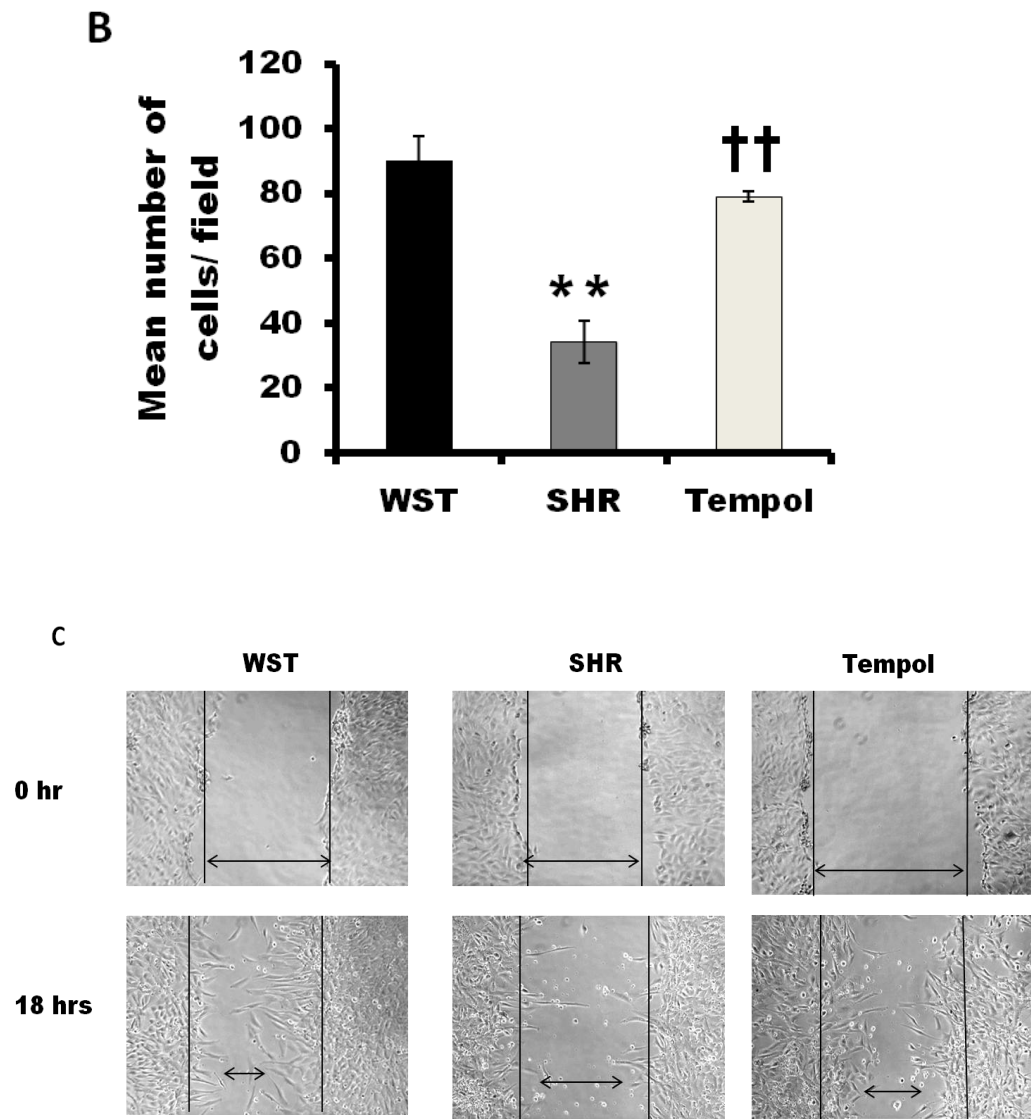 B
120
100
80
60
40
20
0
Mean number of
cells/ field
**
††
WST SHR Tempol
C
WST SHR Tempol
0 hr
18 hrs